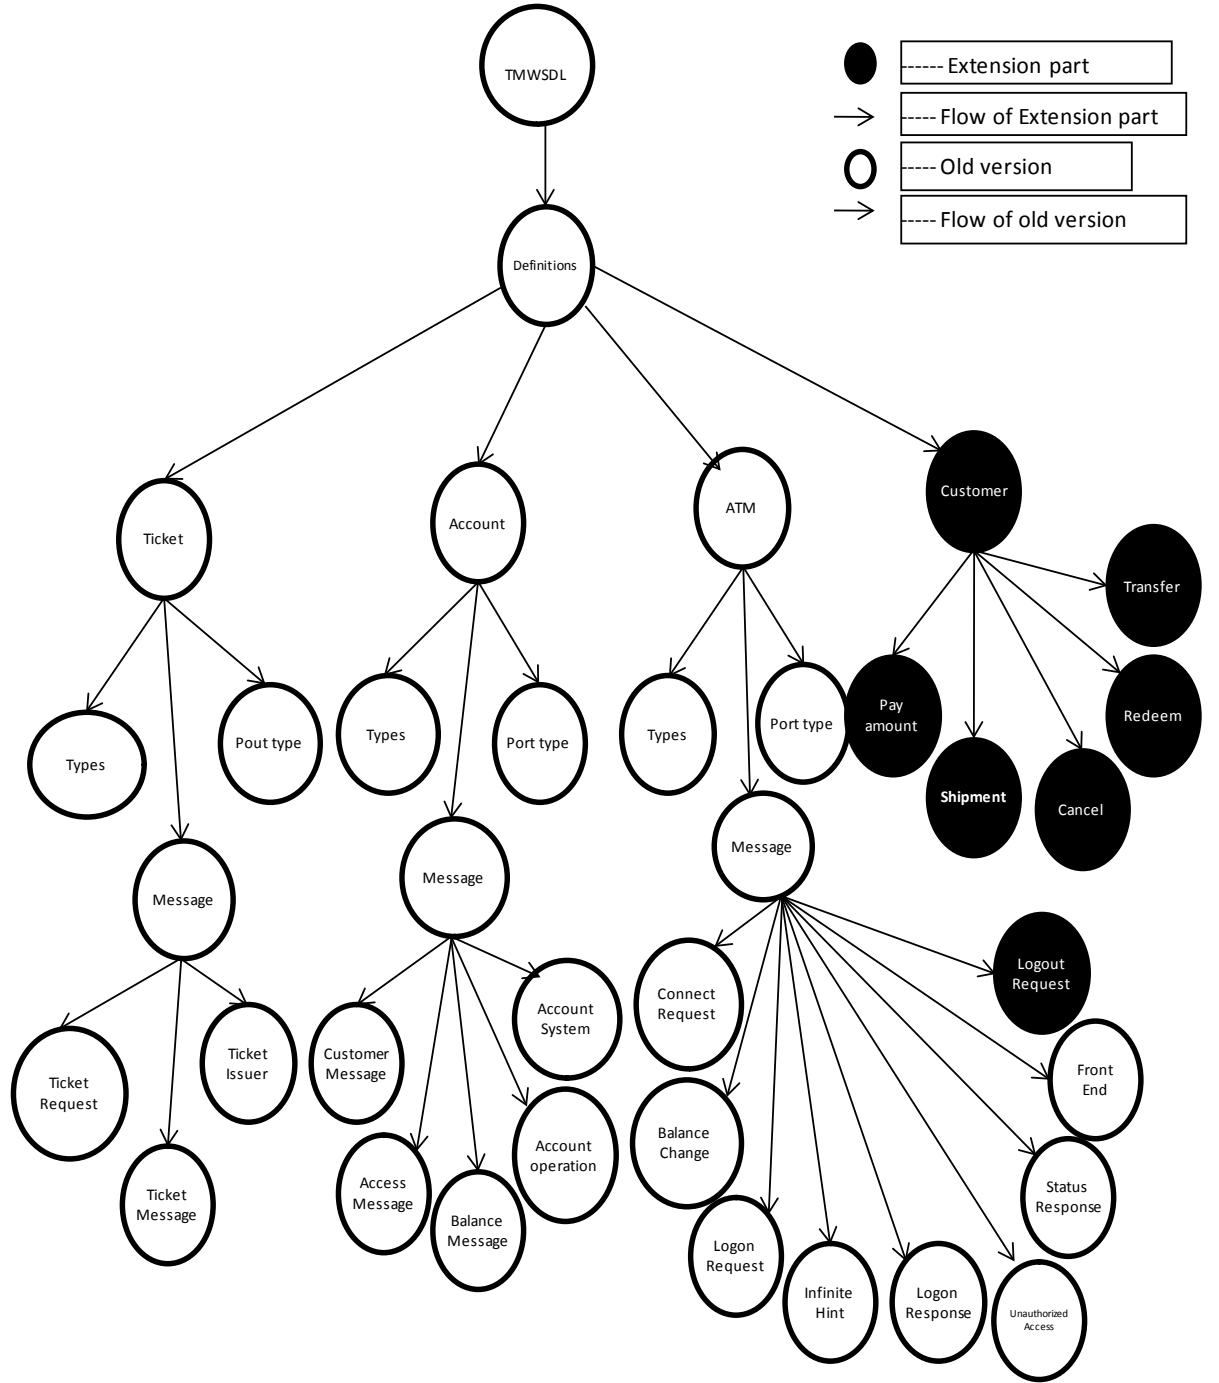 TMWSDL
------ Extension part
----- Flow of Extension part
----- Old version
----- Flow of old version
Definitions
Ticket
Account
ATM
Customer
Transfer
Types
Pout type
Types
Port type
Types
Port type
Pay
amount
Redeem
Shipment
Cancel
Message
Message
Message
Ticket
Request
Ticket
Issuer
Ticket
Message
Customer
Message
Account
System
Access
Message
Balance
Message
Account
operation
Connect
Request
Logout
Request
Front
End
Balance
Change
Status
Response
Logon
Request
Infinite
Hint
Logon
Response
Unauthorized
Access